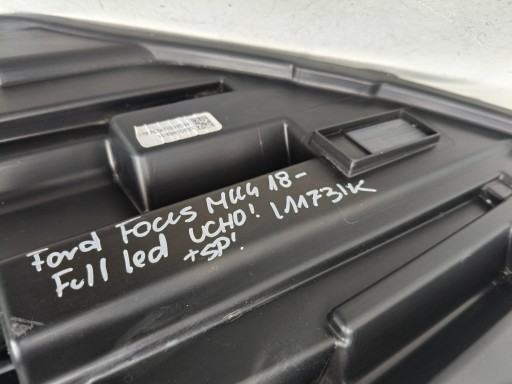 Ford Focus MK4 18-
Full led UCHO! L11731K
+SP!